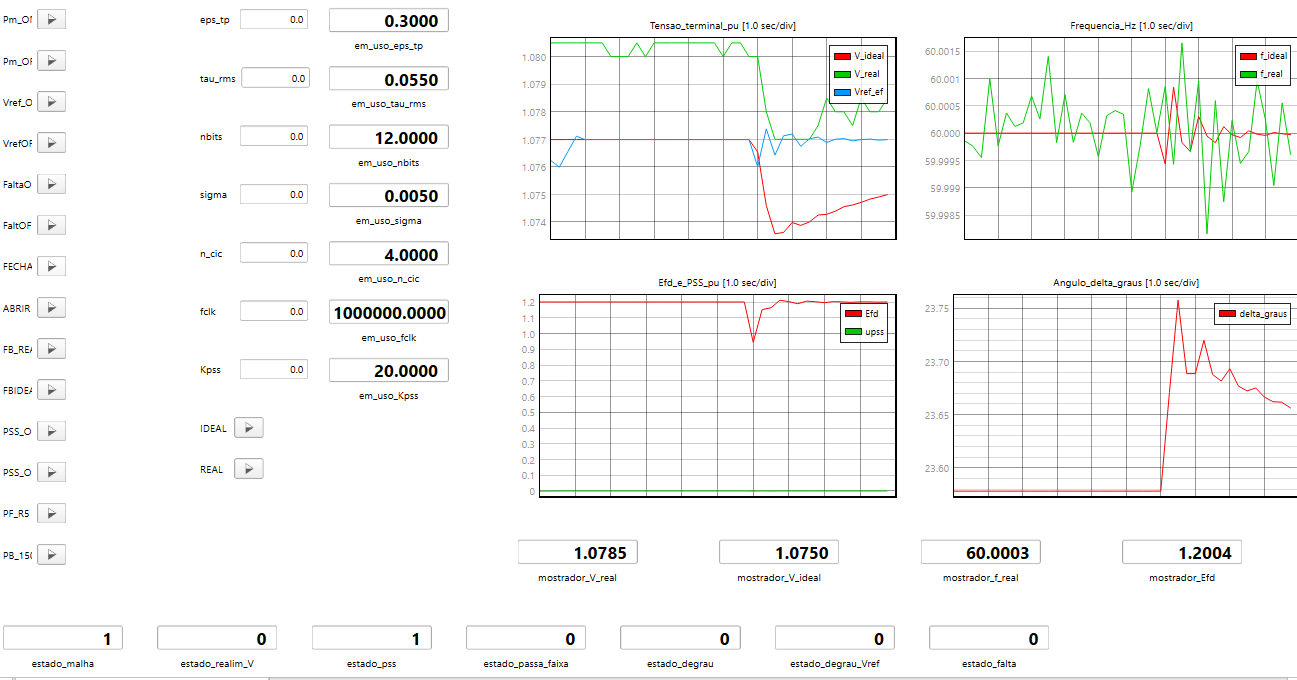 Pm_OI
Pm_OF
Vref_O
VrefOF
FaltaO
FaltOF
FECHA
ABRIR
FB_REA
FBIDEA
PSS_O
PSS_O
PF_R5
PB_150
eps_tp 0.0 0.3000
em_uso_eps_tp
tau_rms 0.0 0.0550
em_uso_tau_rms
nbits 0.0 12.0000
em_uso_nbits
sigma 0.0 0.0050
em_uso_sigma
n_cic 0.0 4.0000
em_uso_n_cic
fclk 0.0 1000000.0000
em_uso_fclk
Kpss 0.0 20.0000
em_uso_Kpss
IDEAL
REAL
Tensao_terminal_pu [1.0 sec/div]
1.080
1.079
1.078
1.077
1.076
1.075
1.074
V_ideal
V_real
Vref_ef
Frequencia_Hz [1.0 sec/div]
60.0015
60.001
60.0005
60.000
59.9995
59.999
59.9985
f_ideal
f_real
Efd_e_PSS_pu [1.0 sec/div]
1.2
1.1
1.0
0.9
0.8
0.7
0.6
0.5
0.4
0.3
0.2
0.1
0
Efd
upss
Angulo_delta_graus [1.0 sec/div]
23.75
23.70
23.65
23.60
delta_graus
1.0785 1.0750 60.0003 1.2004
mostrador_V_real mostrador_V_ideal mostrador_f_real mostrador_Efd
1 0 1 0 0 0 0
estado_malha estado_realim_V estado_pss estado_passa_faixa estado_degrau estado_degrau_Vref estado_falta